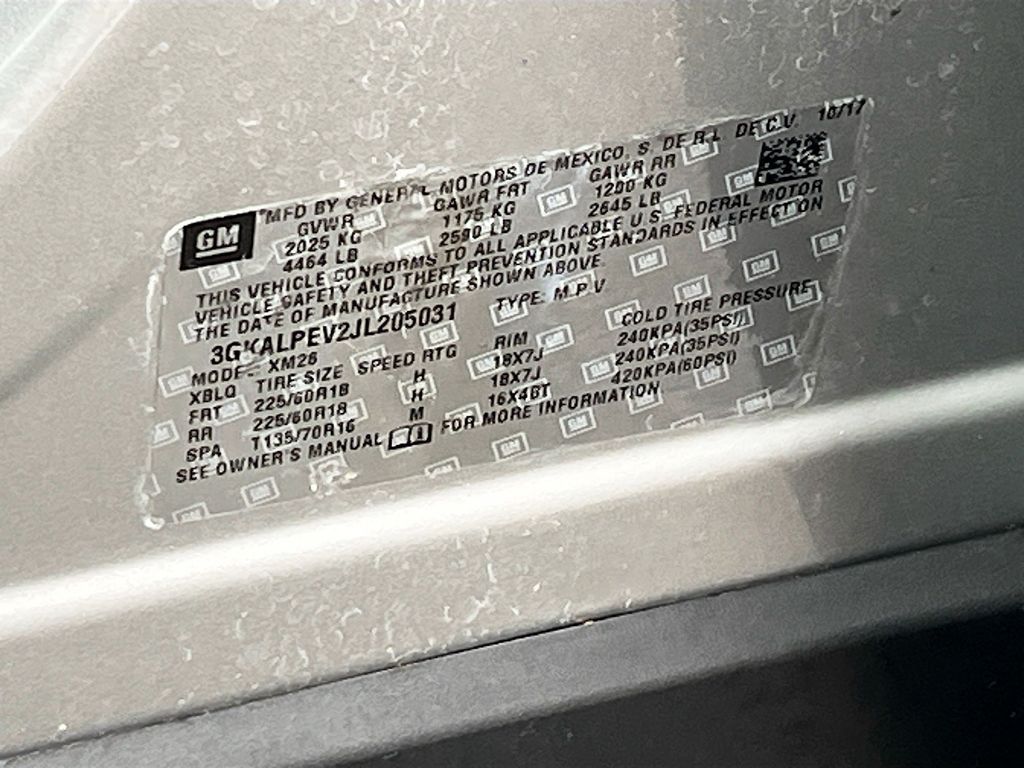 GM
MFD BY GENERAL MOTORS DE MEXICO, S. DE R.L. DE C.V. 10/17
GVWR GAWR FRT GAWR RR
2025 KG 1175 KG 1200 KG
4464 LB 2590 LB 2645 LB
THIS VEHICLE CONFORMS TO ALL APPLICABLE U.S. FEDERAL MOTOR
VEHICLE SAFETY AND THEFT PREVENTION STANDARDS IN EFFECT ON
THE DATE OF MANUFACTURE SHOWN ABOVE.
3GKALPEV2JL205031 TYPE: M.P.V
MODEL: XM26
XBLQ TIRE SIZE SPEED RTG RIM COLD TIRE PRESSURE
FRT 225/60R18 H 18X7J 240KPA(35PSI)
RR 225/60R18 H 18X7J 240KPA(35PSI)
SPA T135/70R16 M 16X4BT 420KPA(60PSI)
SEE OWNER'S MANUAL FOR MORE INFORMATION